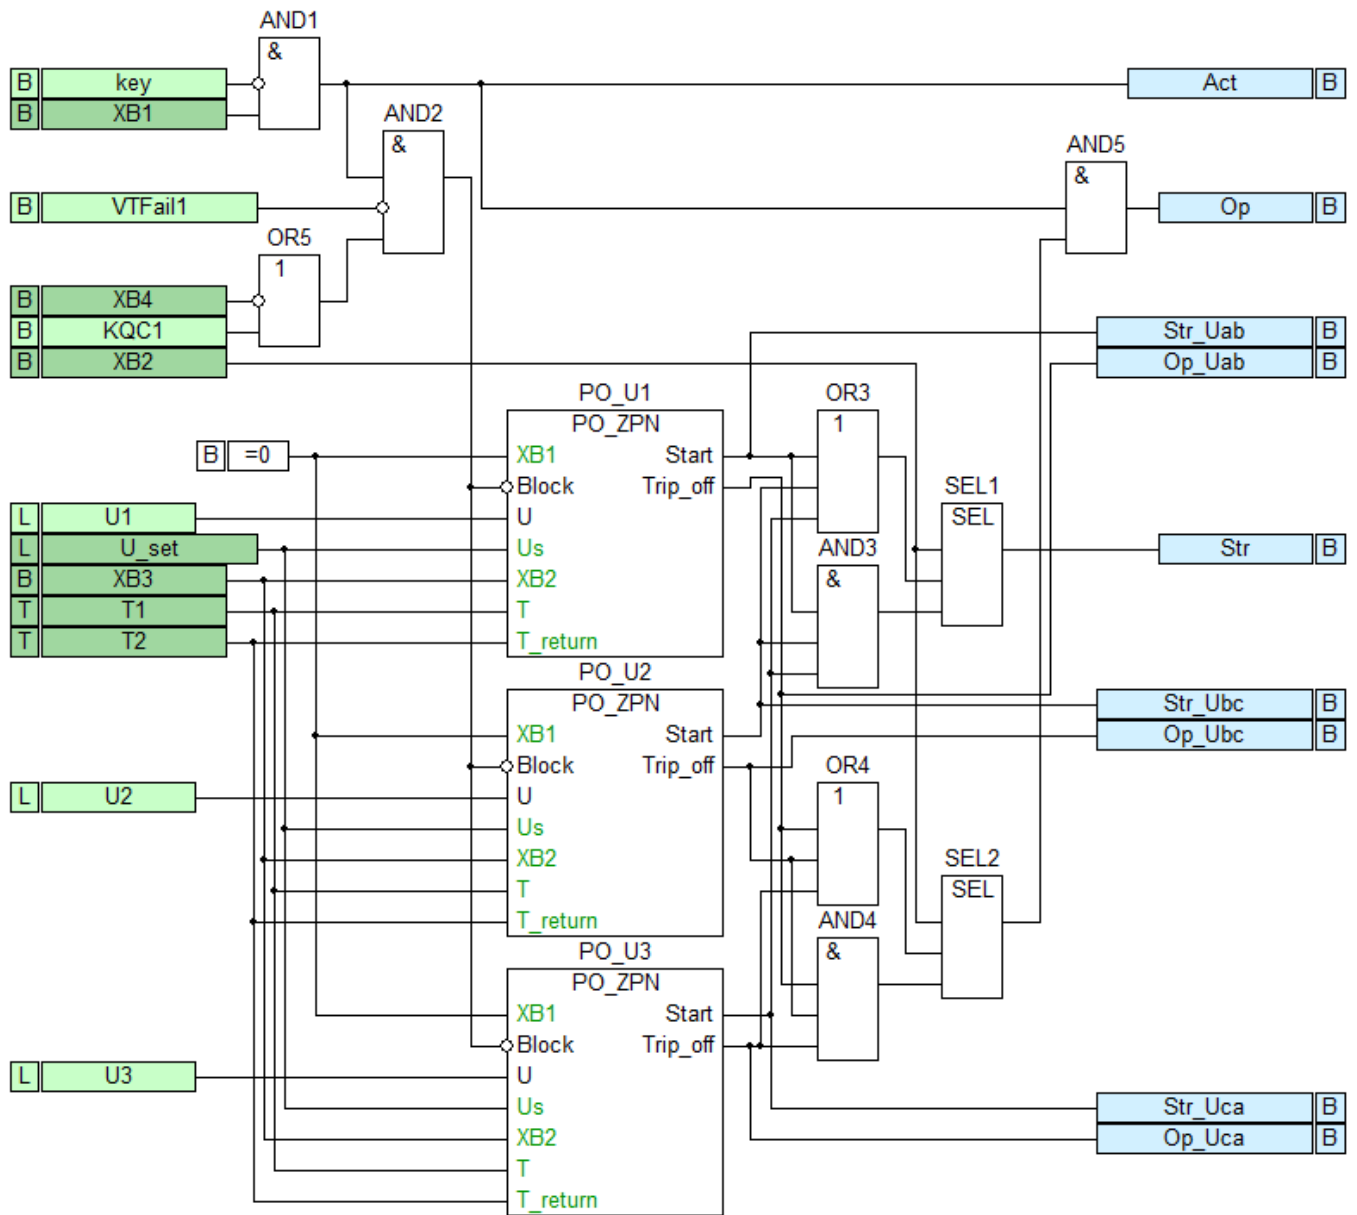 AND1
&
B key
B XB1
Act B
AND2
&
AND5
&
B VTFail1
Op B
OR5
1
B XB4
B KQC1
B XB2
Str_Uab B
Op_Uab B
PO_U1
PO_ZPN
OR3
1
B =0
XB1 Start
Block Trip_off
L U1
U
SEL1
SEL
L U_set
Us
AND3
&
Str B
B XB3
XB2
T T1
T
T T2
T_return
PO_U2
PO_ZPN
Str_Ubc B
Op_Ubc B
XB1 Start
Block Trip_off
OR4
1
L U2
U
Us
XB2
SEL2
SEL
T
T_return
AND4
&
PO_U3
PO_ZPN
XB1 Start
Block Trip_off
L U3
U
Us
Str_Uca B
XB2
Op_Uca B
T
T_return